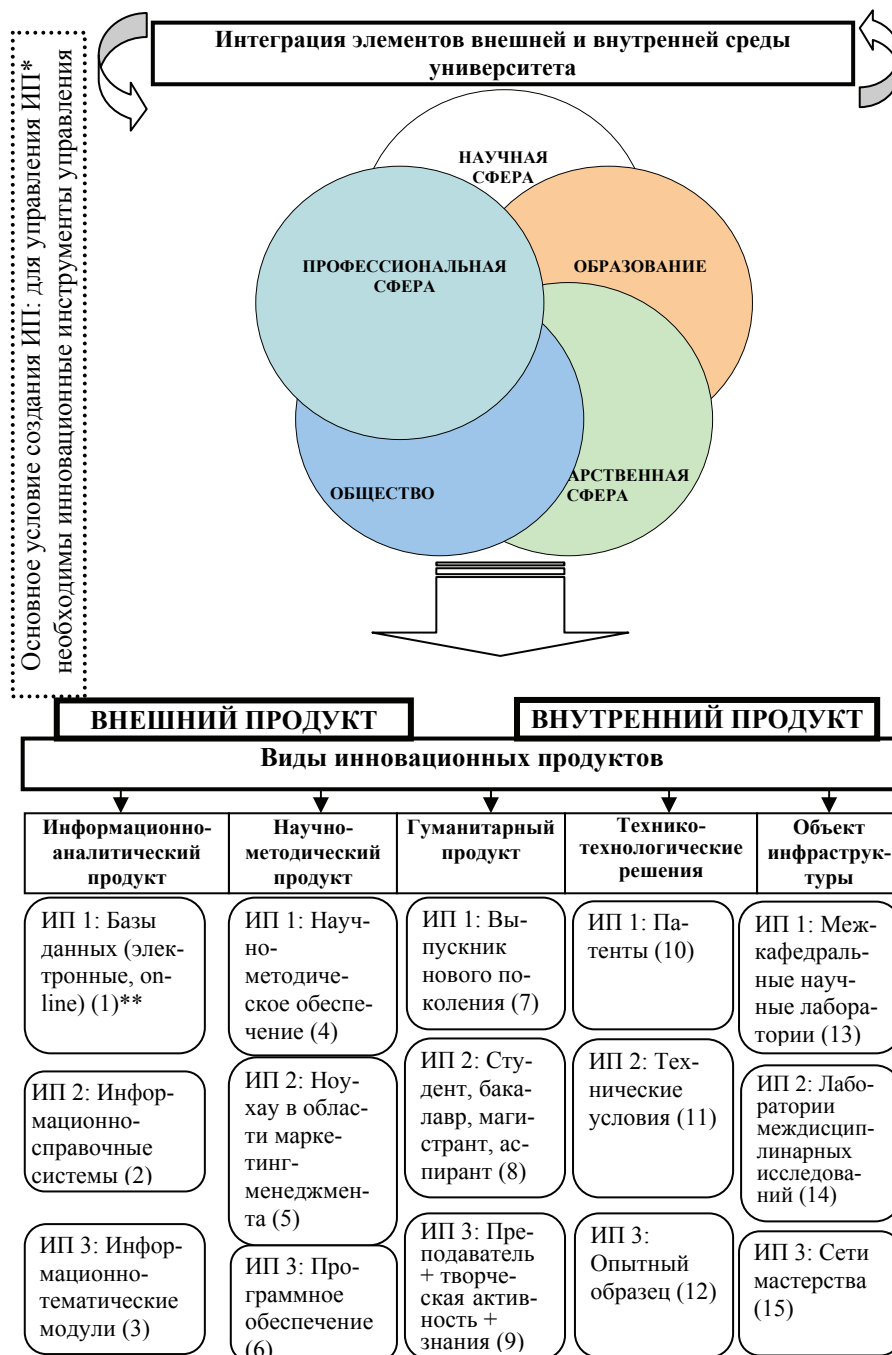 Интеграция элементов внешней и внутренней среды
университета
Основное условие создания ИП: для управления ИП*
необходимы инновационные инструменты управления
НАУЧНАЯ
СФЕРА
ПРОФЕССИОНАЛЬНАЯ
СФЕРА
ОБРАЗОВАНИЕ
ОБЩЕСТВО
АРСТВЕННАЯ
СФЕРА
ВНЕШНИЙ ПРОДУКТ
ВНУТРЕННИЙ ПРОДУКТ
Виды инновационных продуктов
Информационно-
аналитический
продукт
Научно-
методический
продукт
Гуманитарный
продукт
Технико-
технологические
решения
Объект
инфраструк-
туры
ИП 1: Базы
данных (элек-
тронные, on-
line) (1)**
ИП 1: Науч-
но-
методиче-
ское обеспе-
чение (4)
ИП 1: Вы-
пускник
нового по-
коления (7)
ИП 1: Па-
тенты (10)
ИП 1: Меж-
кафедраль-
ные науч-
ные лабора-
тории (13)
ИП 2: Инфор-
мационно-
справочные
системы (2)
ИП 2: Ноу-
хау в облас-
ти марке-
тинг-
менеджмен-
та (5)
ИП 2: Сту-
дент, бака-
лавр, маги-
странт, ас-
пирант (8)
ИП 2: Тех-
нические
условия (11)
ИП 2: Лабо-
ратории
междисцип-
линарных
исследова-
ний (14)
ИП 3: Инфор-
мационно-
тематические
модули (3)
ИП 3: Про-
граммное
обеспечение
(6)
ИП 3: Пре-
подаватель
+ творче-
ская актив-
ность +
знания (9)
ИП 3:
Опытный
образец (12)
ИП 3: Сети
мастерства
(15)